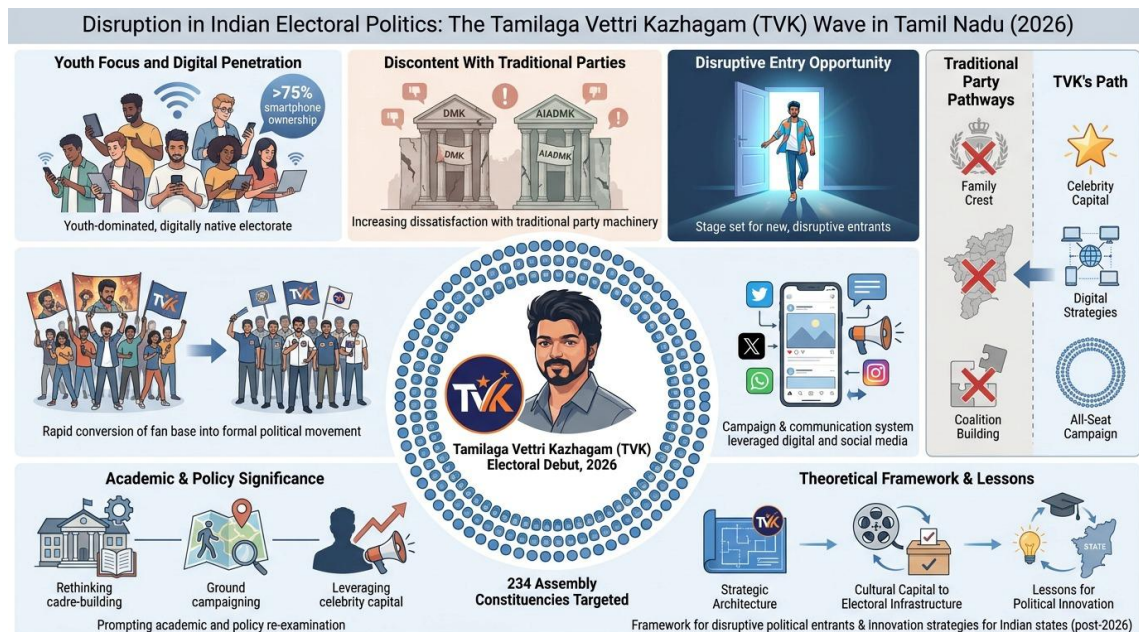 Disruption in Indian Electoral Politics: The Tamilaga Vettri Kazhagam (TVK) Wave in Tamil Nadu (2026)
Youth Focus and Digital Penetration
>75%
smartphone
ownership
Youth-dominated, digitally native electorate
Discontent With Traditional Parties
DMK
AIADMK
DMK
AIADMK
Increasing dissatisfaction with traditional party machinery
Disruptive Entry Opportunity
Stage set for new, disruptive entrants
Traditional
Party
Pathways
Family
Crest
Coalition
Building
TVK's Path
Celebrity
Capital
Digital
Strategies
All-Seat
Campaign
TVK
TVK
Rapid conversion of fan base into formal political movement
TVK
Tamilaga Vettri Kazhagam (TVK)
Electoral Debut, 2026
234 Assembly
Constituencies Targeted
X
Campaign & communication system
leveraged digital and social media
Academic & Policy Significance
Rethinking
cadre-building
Ground
campaigning
Leveraging
celebrity capital
Prompting academic and policy re-examination
Theoretical Framework & Lessons
TVK
STATE
Strategic
Architecture
Cultural Capital to
Electoral Infrastructure
Lessons for
Political Innovation
Framework for disruptive political entrants & Innovation strategies for Indian states (post-2026)